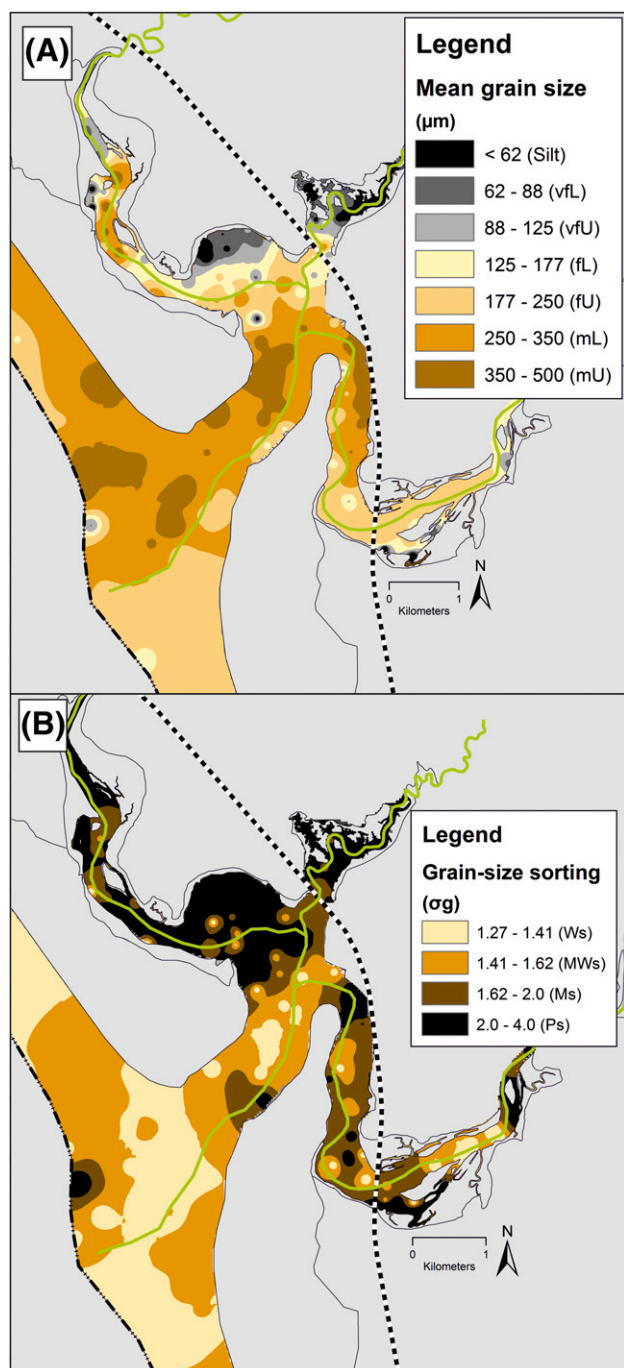 (A)
Legend
Mean grain size
(µm)
< 62 (Silt)
62 - 88 (vfL)
88 - 125 (vfU)
125 - 177 (fL)
177 - 250 (fU)
250 - 350 (mL)
350 - 500 (mU)
N
0 1
Kilometers
(B)
Legend
Grain-size sorting
(σg)
1.27 - 1.41 (Ws)
1.41 - 1.62 (MWs)
1.62 - 2.0 (Ms)
2.0 - 4.0 (Ps)
N
0 1
Kilometers